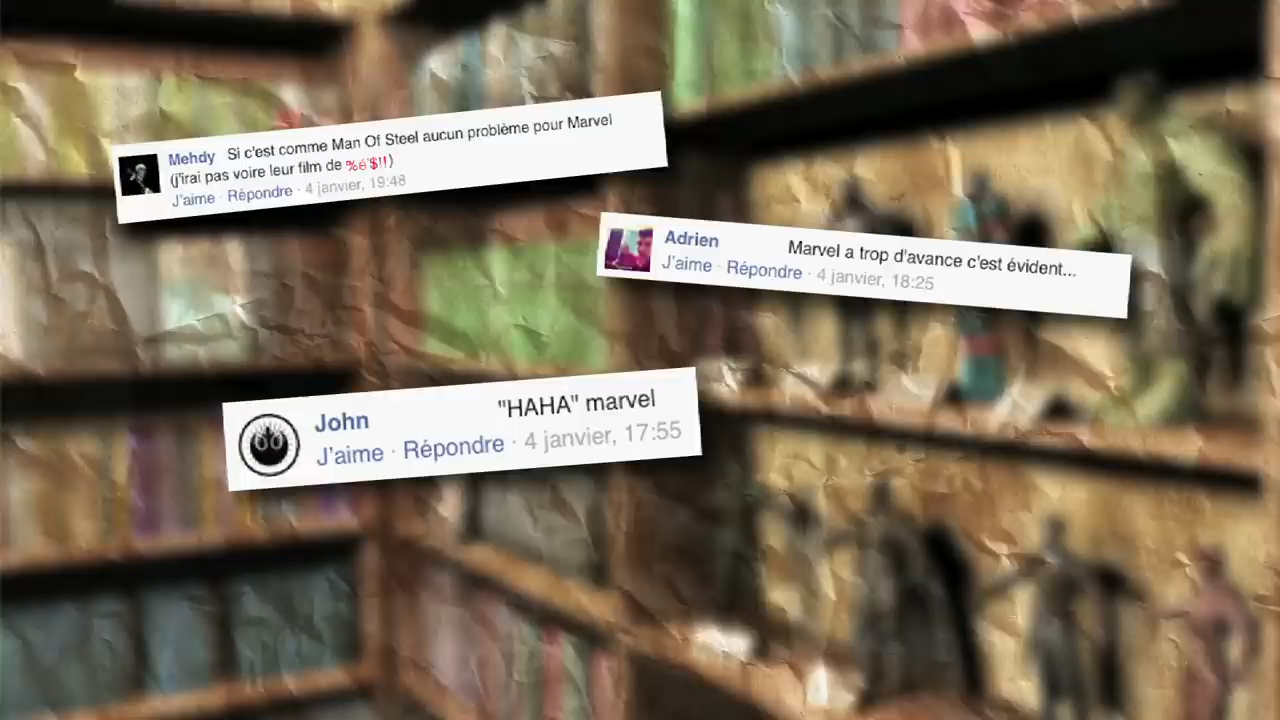 Mehdy Si c'est comme Man Of Steel aucun problème pour Marvel
(j'irai pas voire leur film de %é'$!!)
J'aime · Répondre · 4 janvier, 19:48
Adrien Marvel a trop d'avance c'est évident...
J'aime · Répondre · 4 janvier, 18:25
John "HAHA" marvel
J'aime · Répondre · 4 janvier, 17:55